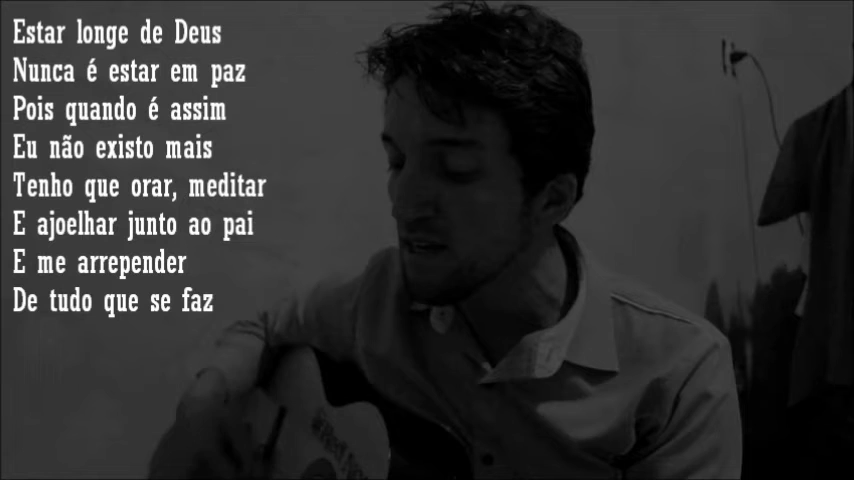 Estar longe de Deus
Nunca é estar em paz
Pois quando é assim
Eu não existo mais
Tenho que orar, meditar
E ajoelhar junto ao pai
E me arrepender
De tudo que se faz